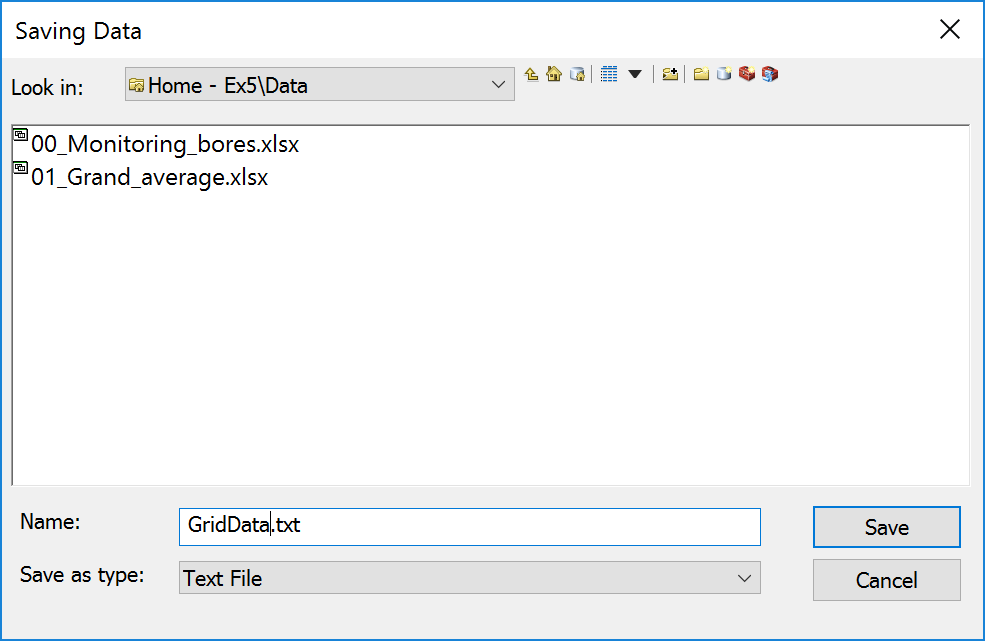 Saving Data
Look in: Home - Ex5\Data
00_Monitoring_bores.xlsx
01_Grand_average.xlsx
Name: GridData.txt Save
Save as type: Text File Cancel